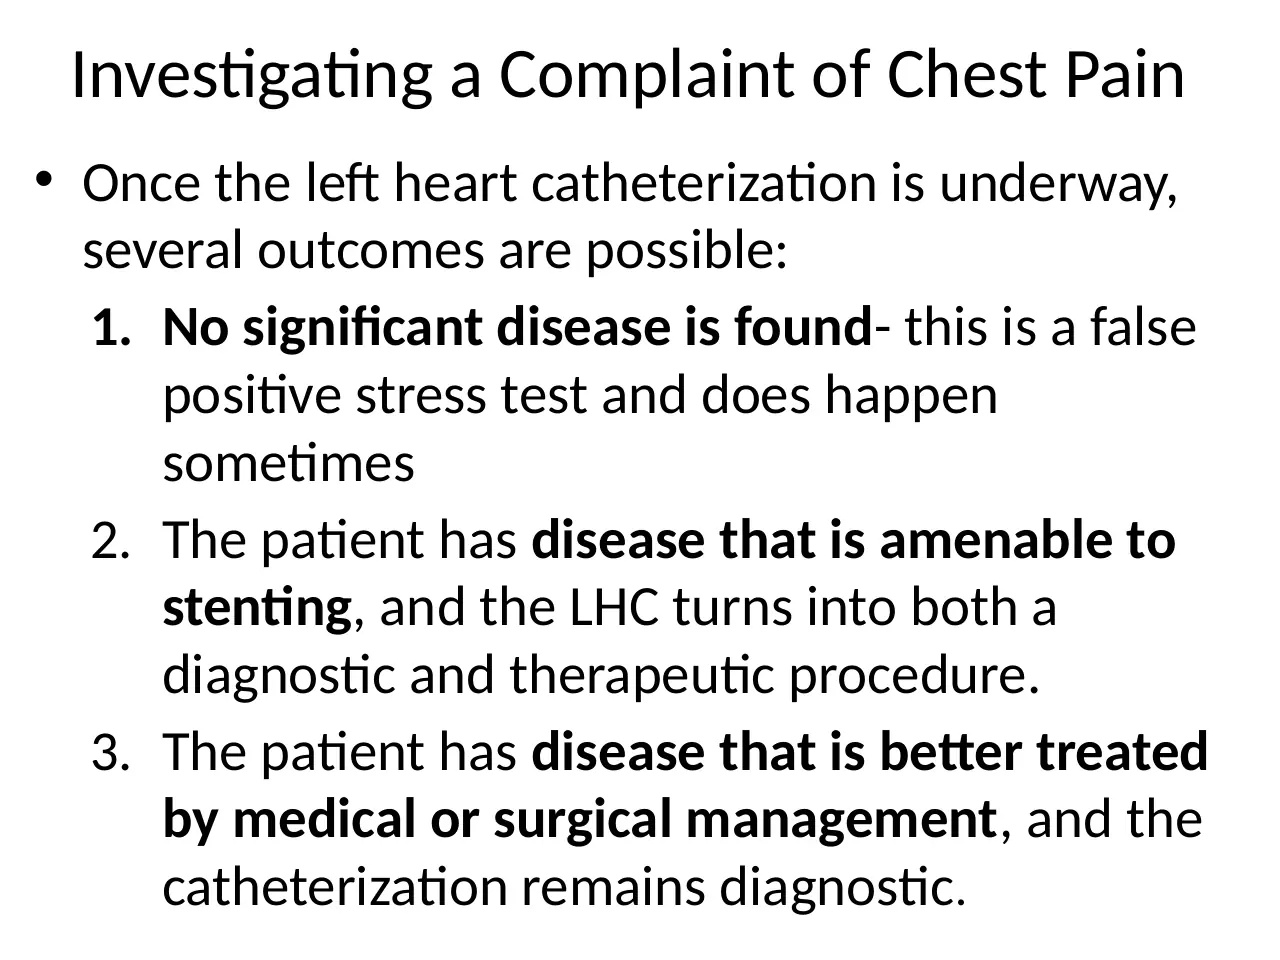 Investigating a Complaint of Chest Pain
• Once the left heart catheterization is underway,
several outcomes are possible:
1. No significant disease is found- this is a false
positive stress test and does happen
sometimes
2. The patient has disease that is amenable to
stenting, and the LHC turns into both a
diagnostic and therapeutic procedure.
3. The patient has disease that is better treated
by medical or surgical management, and the
catheterization remains diagnostic.